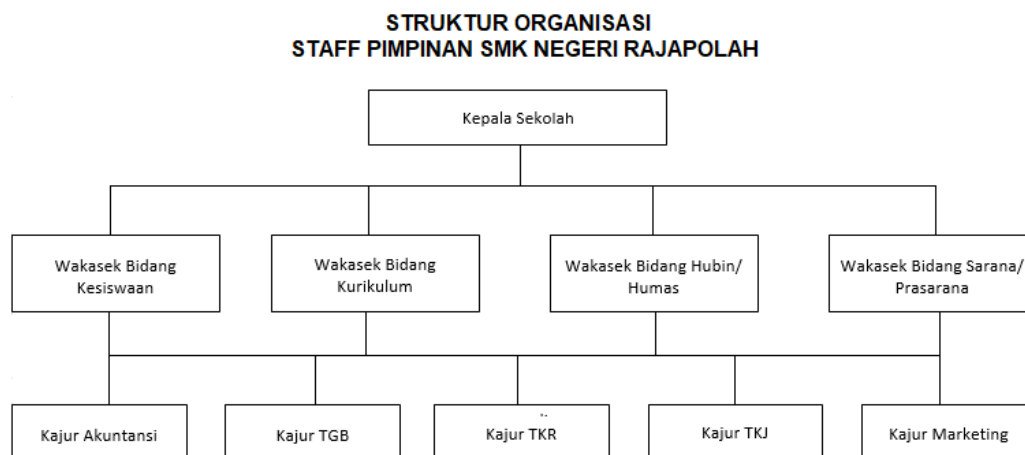 STRUKTUR ORGANISASI
STAFF PIMPINAN SMK NEGERI RAJAPOLAH
Kepala Sekolah
Wakasek Bidang
Kesiswaan
Wakasek Bidang
Kurikulum
Wakasek Bidang Hubin/
Humas
Wakasek Bidang Sarana/
Prasarana
Kajur Akuntansi
Kajur TGB
Kajur TKR
Kajur TKJ
Kajur Marketing